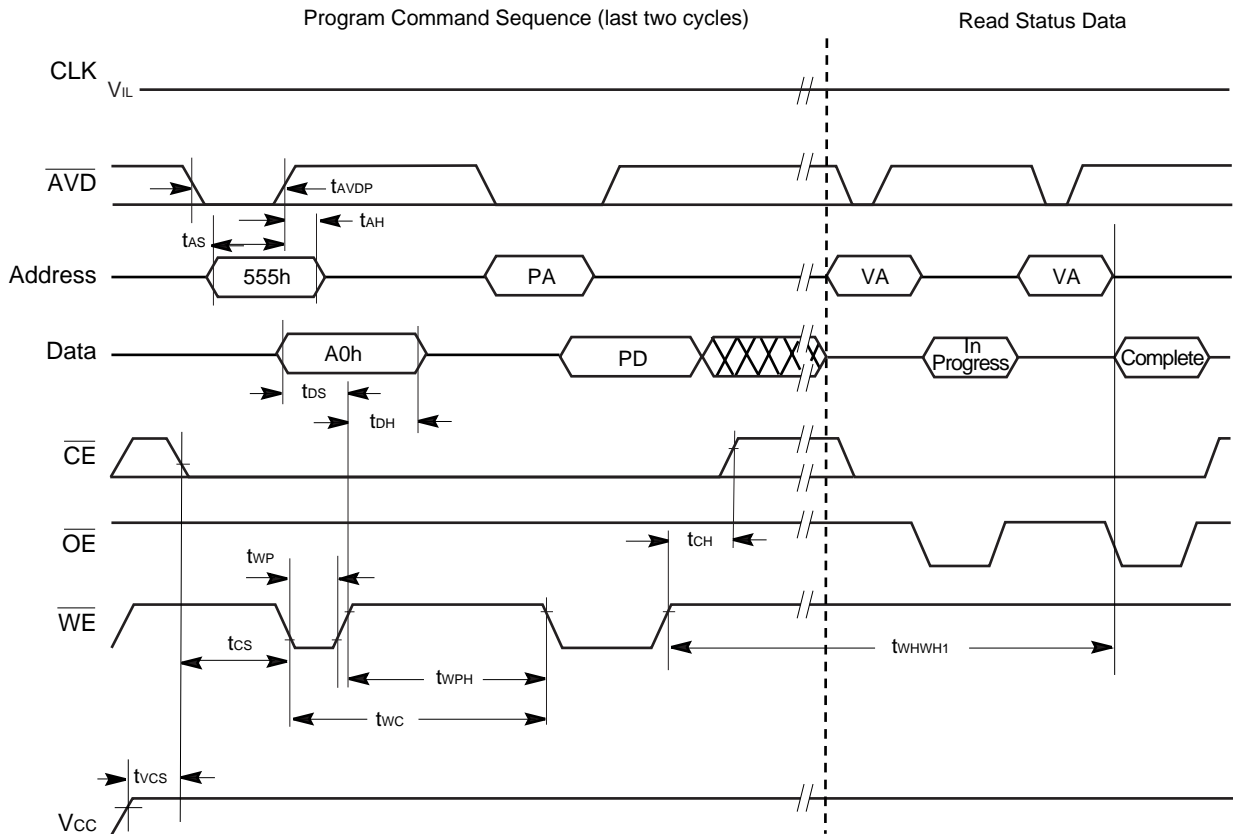 Program Command Sequence (last two cycles)
Read Status Data
CLK
VIL
AVD
tAVDP
tAH
tAS
Address
555h
PA
VA
VA
Data
A0h
PD
In
Progress
Complete
tDS
tDH
CE
OE
tCH
tWP
WE
tCS
tWHWH1
tWPH
tWC
tVCS
VCC